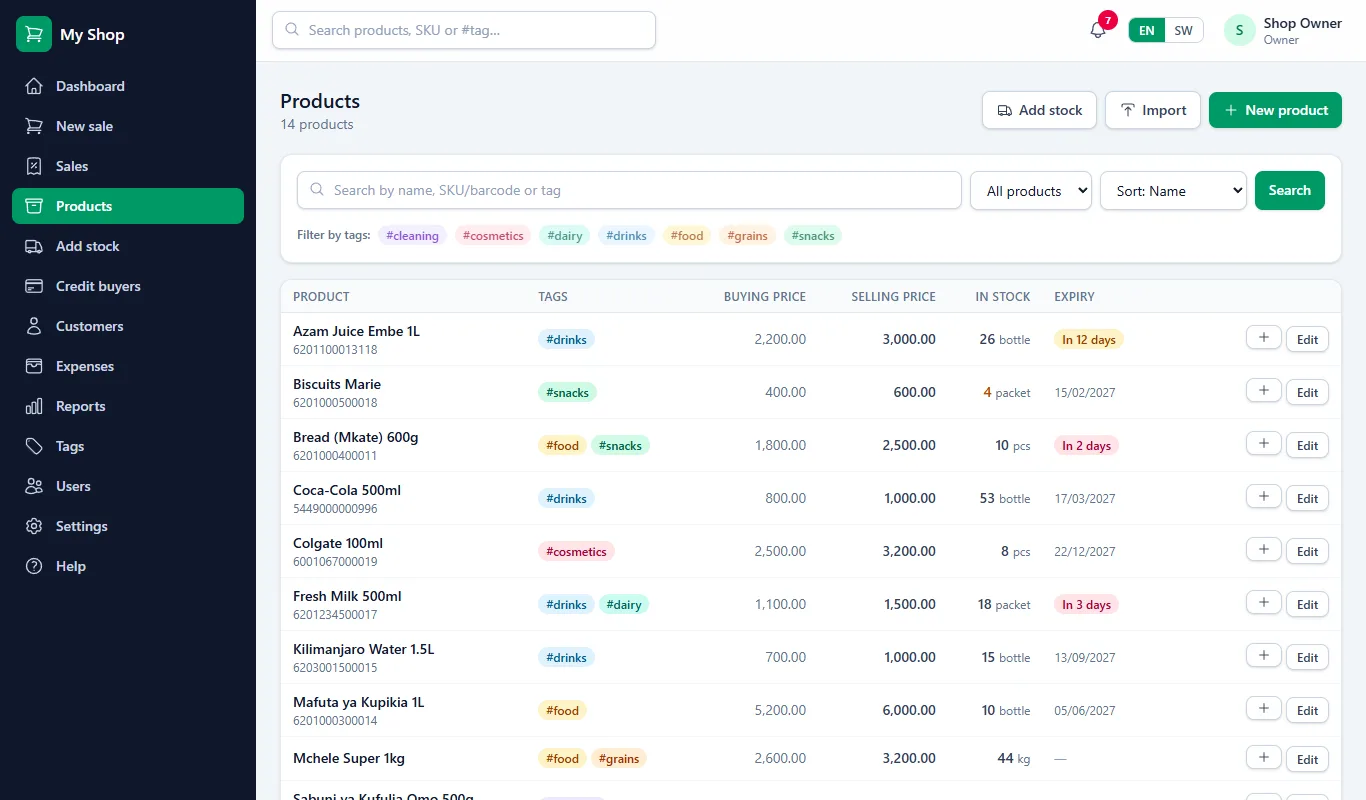 My Shop
Search products, SKU or #tag...
7
EN SW
S
Shop Owner
Owner
Dashboard
New sale
Sales
Products
Add stock
Credit buyers
Customers
Expenses
Reports
Tags
Users
Settings
Help
Products
14 products
Add stock
Import
New product
Search by name, SKU/barcode or tag
All products
Sort: Name
Search
Filter by tags: #cleaning #cosmetics #dairy #drinks #food #grains #snacks
PRODUCT TAGS BUYING PRICE SELLING PRICE IN STOCK EXPIRY
Azam Juice Embe 1L
6201100013118
#drinks 2,200.00 3,000.00 26 bottle In 12 days + Edit
Biscuits Marie
6201000500018
#snacks 400.00 600.00 4 packet 15/02/2027 + Edit
Bread (Mkate) 600g
6201000400011
#food #snacks 1,800.00 2,500.00 10 pcs In 2 days + Edit
Coca-Cola 500ml
5449000000996
#drinks 800.00 1,000.00 53 bottle 17/03/2027 + Edit
Colgate 100ml
6001067000019
#cosmetics 2,500.00 3,200.00 8 pcs 22/12/2027 + Edit
Fresh Milk 500ml
6201234500017
#drinks #dairy 1,100.00 1,500.00 18 packet In 3 days + Edit
Kilimanjaro Water 1.5L
6203001500015
#drinks 700.00 1,000.00 15 bottle 13/09/2027 + Edit
Mafuta ya Kupikia 1L
6201000300014
#food 5,200.00 6,000.00 10 bottle 05/06/2027 + Edit
Mchele Super 1kg
#food #grains 2,600.00 3,200.00 44 kg — + Edit
Sabuni ya Kufulia Omo 500g